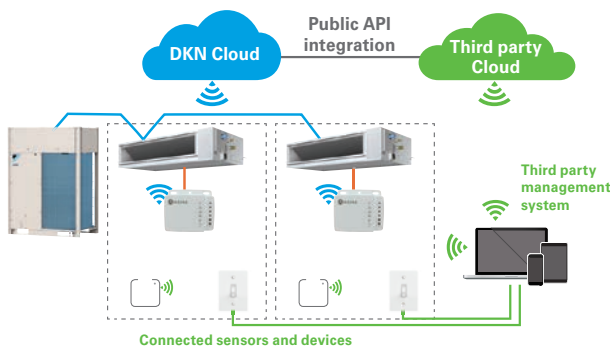 Public API
integration
DKN Cloud
Third party
Cloud
Third party
management
system
Connected sensors and devices